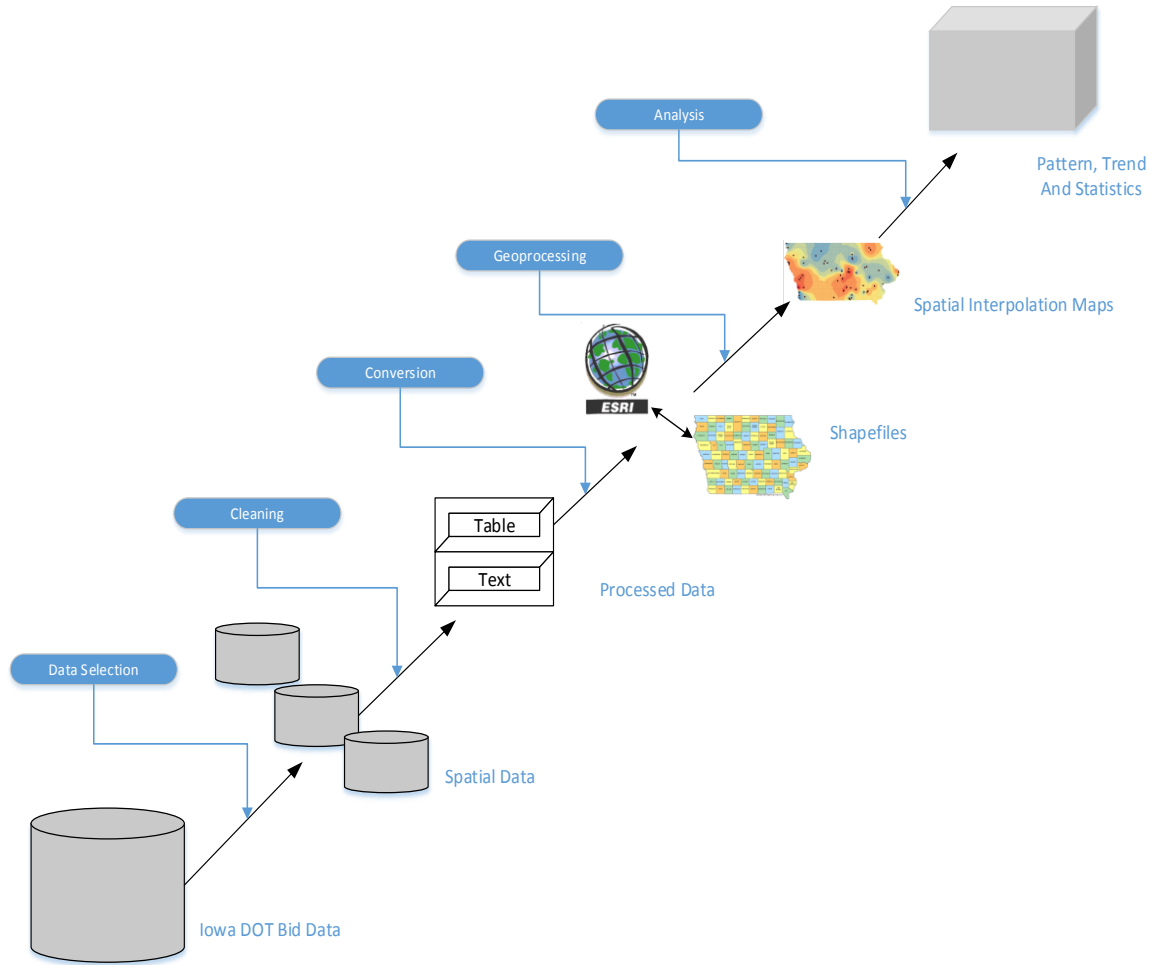 Analysis
Pattern, Trend
And Statistics
Geoprocessing
Spatial Interpolation Maps
Conversion
TM
ESRI
Shapefiles
Cleaning
Table
Text
Processed Data
Data Selection
Spatial Data
Iowa DOT Bid Data